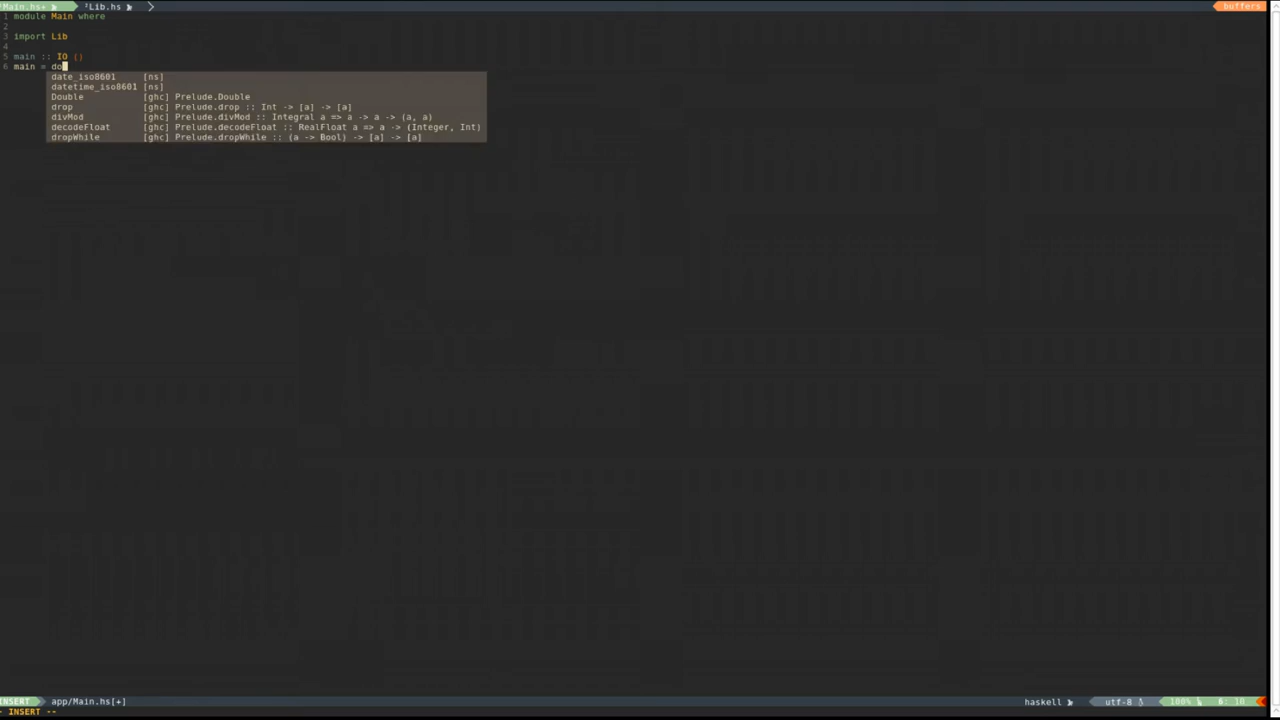 Main.hs+ ²Lib.hs buffers
1 module Main where
2
3 import Lib
4
5 main :: IO ()
6 main = do
date_iso8601 [ns]
datetime_iso8601 [ns]
Double [ghc] Prelude.Double
drop [ghc] Prelude.drop :: Int -> [a] -> [a]
divMod [ghc] Prelude.divMod :: Integral a => a -> a -> (a, a)
decodeFloat [ghc] Prelude.decodeFloat :: RealFloat a => a -> (Integer, Int)
dropWhile [ghc] Prelude.dropWhile :: (a -> Bool) -> [a] -> [a]
INSERT app/Main.hs[+] haskell utf-8 100% 6: 10
- INSERT --